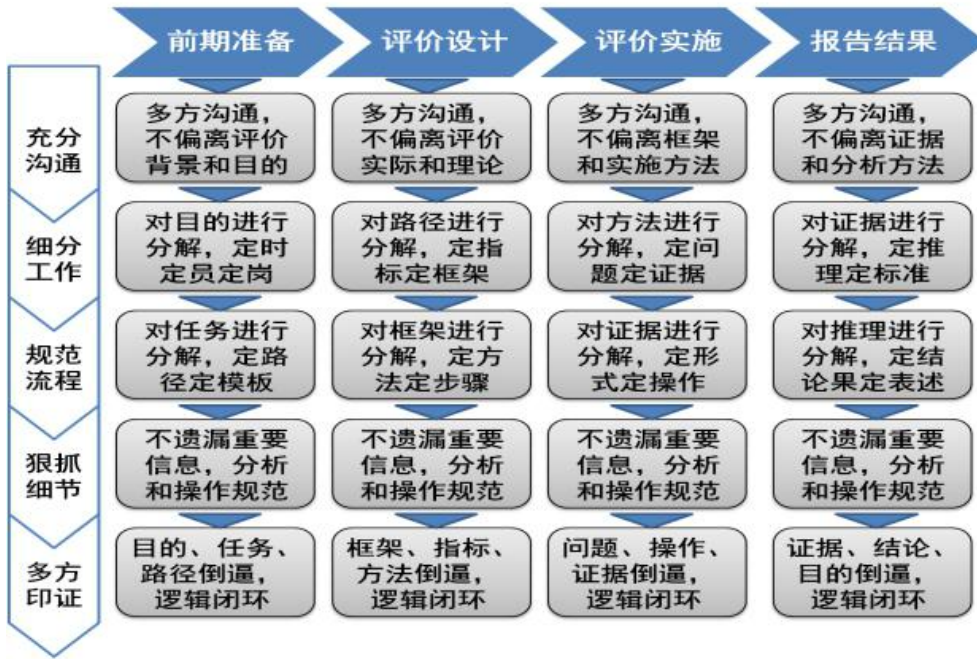 前期准备
评价设计
评价实施
报告结果
充分
沟通
多方沟通，
不偏离评价
背景和目的
多方沟通，
不偏离评价
实际和理论
多方沟通，
不偏离框架
和实施方法
多方沟通，
不偏离证据
和分析方法
细分
工作
对目的进行
分解，定时
定员定岗
对路径进行
分解，定指
标定框架
对方法进行
分解，定问
题定证据
对证据进行
分解，定推
理定标准
规范
流程
对任务进行
分解，定路
径定模板
对框架进行
分解，定方
法定步骤
对证据进行
分解，定形
式定操作
对推理进行
分解，定结
论果定表述
狠抓
细节
不遗漏重要
信息，分析
和操作规范
不遗漏重要
信息，分析
和操作规范
不遗漏重要
信息，分析
和操作规范
不遗漏重要
信息，分析
和操作规范
多方
印证
目的、任务、
路径倒逼，
逻辑闭环
框架、指标、
方法倒逼，
逻辑闭环
问题、操作、
证据倒逼，
逻辑闭环
证据、结论、
目的倒逼，
逻辑闭环